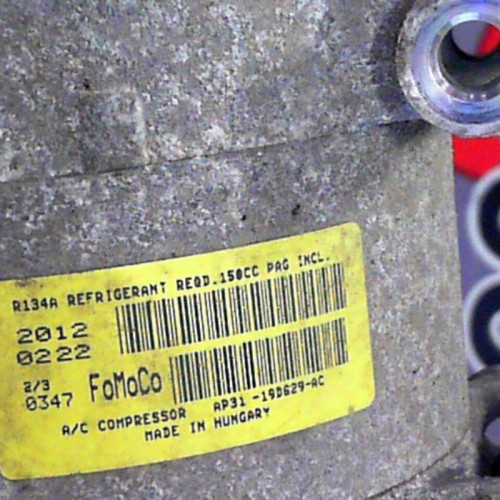 R134A REFRIGERANT REQD.150CC PAG INCL.
2012
0222
2/3
0347 FoMoCo
A/C COMPRESSOR AP31-19D629-AC
MADE IN HUNGARY